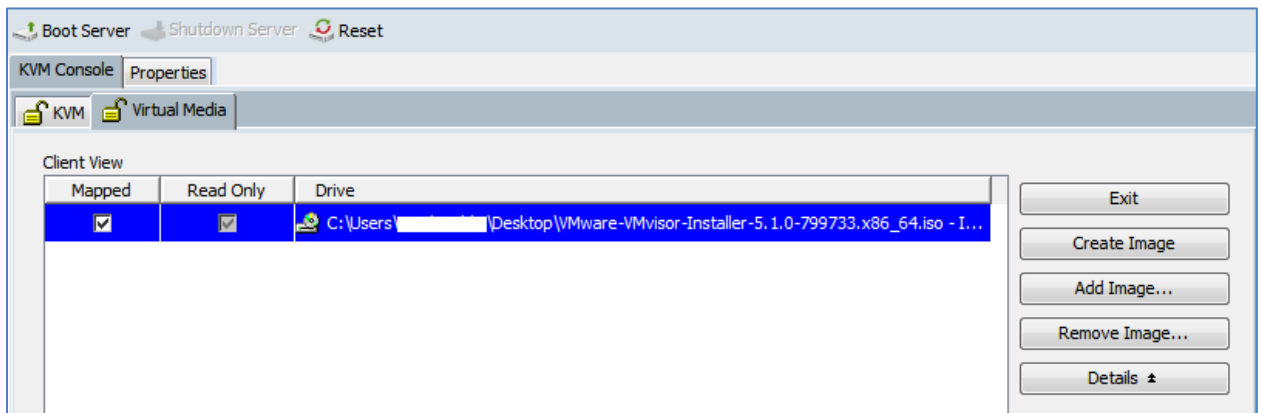 Boot Server Shutdown Server Reset
KVM Console Properties
KVM Virtual Media
Client View
Mapped Read Only Drive
C:\Users\ \Desktop\VMware-VMvisor-Installer-5.1.0-799733.x86_64.iso - I...
Exit
Create Image
Add Image...
Remove Image...
Details